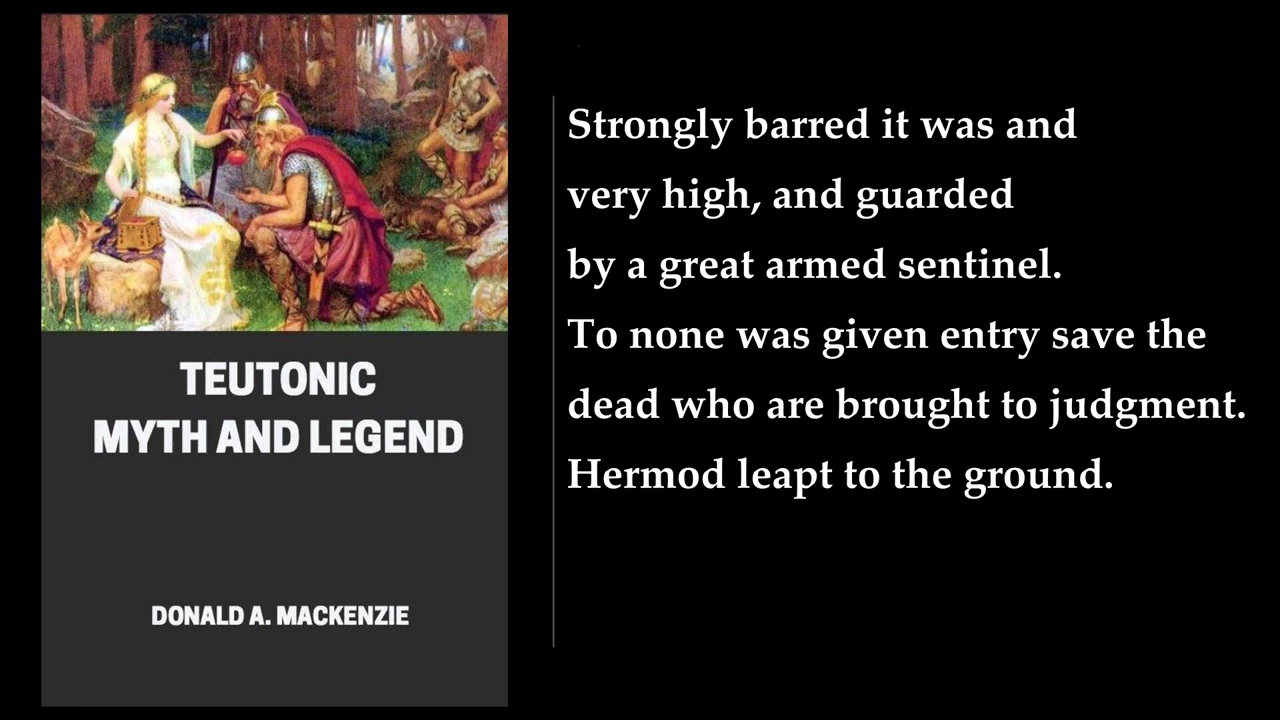 TEUTONIC
MYTH AND LEGEND
DONALD A. MACKENZIE
Strongly barred it was and
very high, and guarded
by a great armed sentinel.
To none was given entry save the
dead who are brought to judgment.
Hermod leapt to the ground.